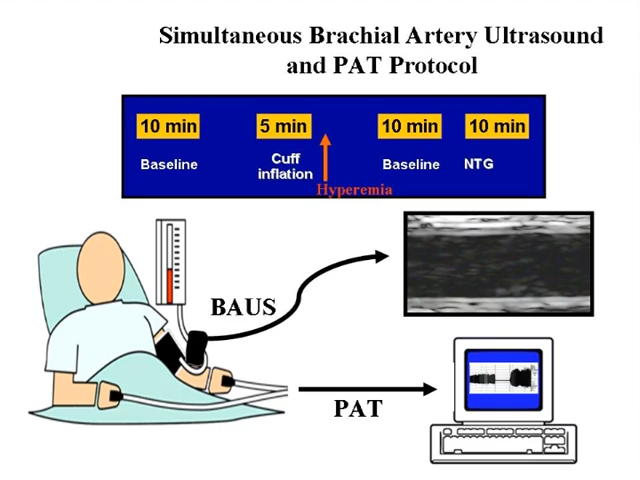 Simultaneous Brachial Artery Ultrasound
and PAT Protocol
10 min
5 min
10 min
10 min
Baseline
Cuff
inflation
Baseline
NTG
Hyperemia
BAUS
PAT